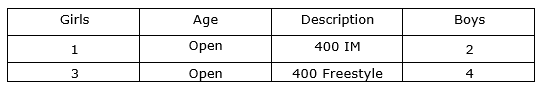 Girls Age Description Boys
1 Open 400 IM 2
3 Open 400 Freestyle 4